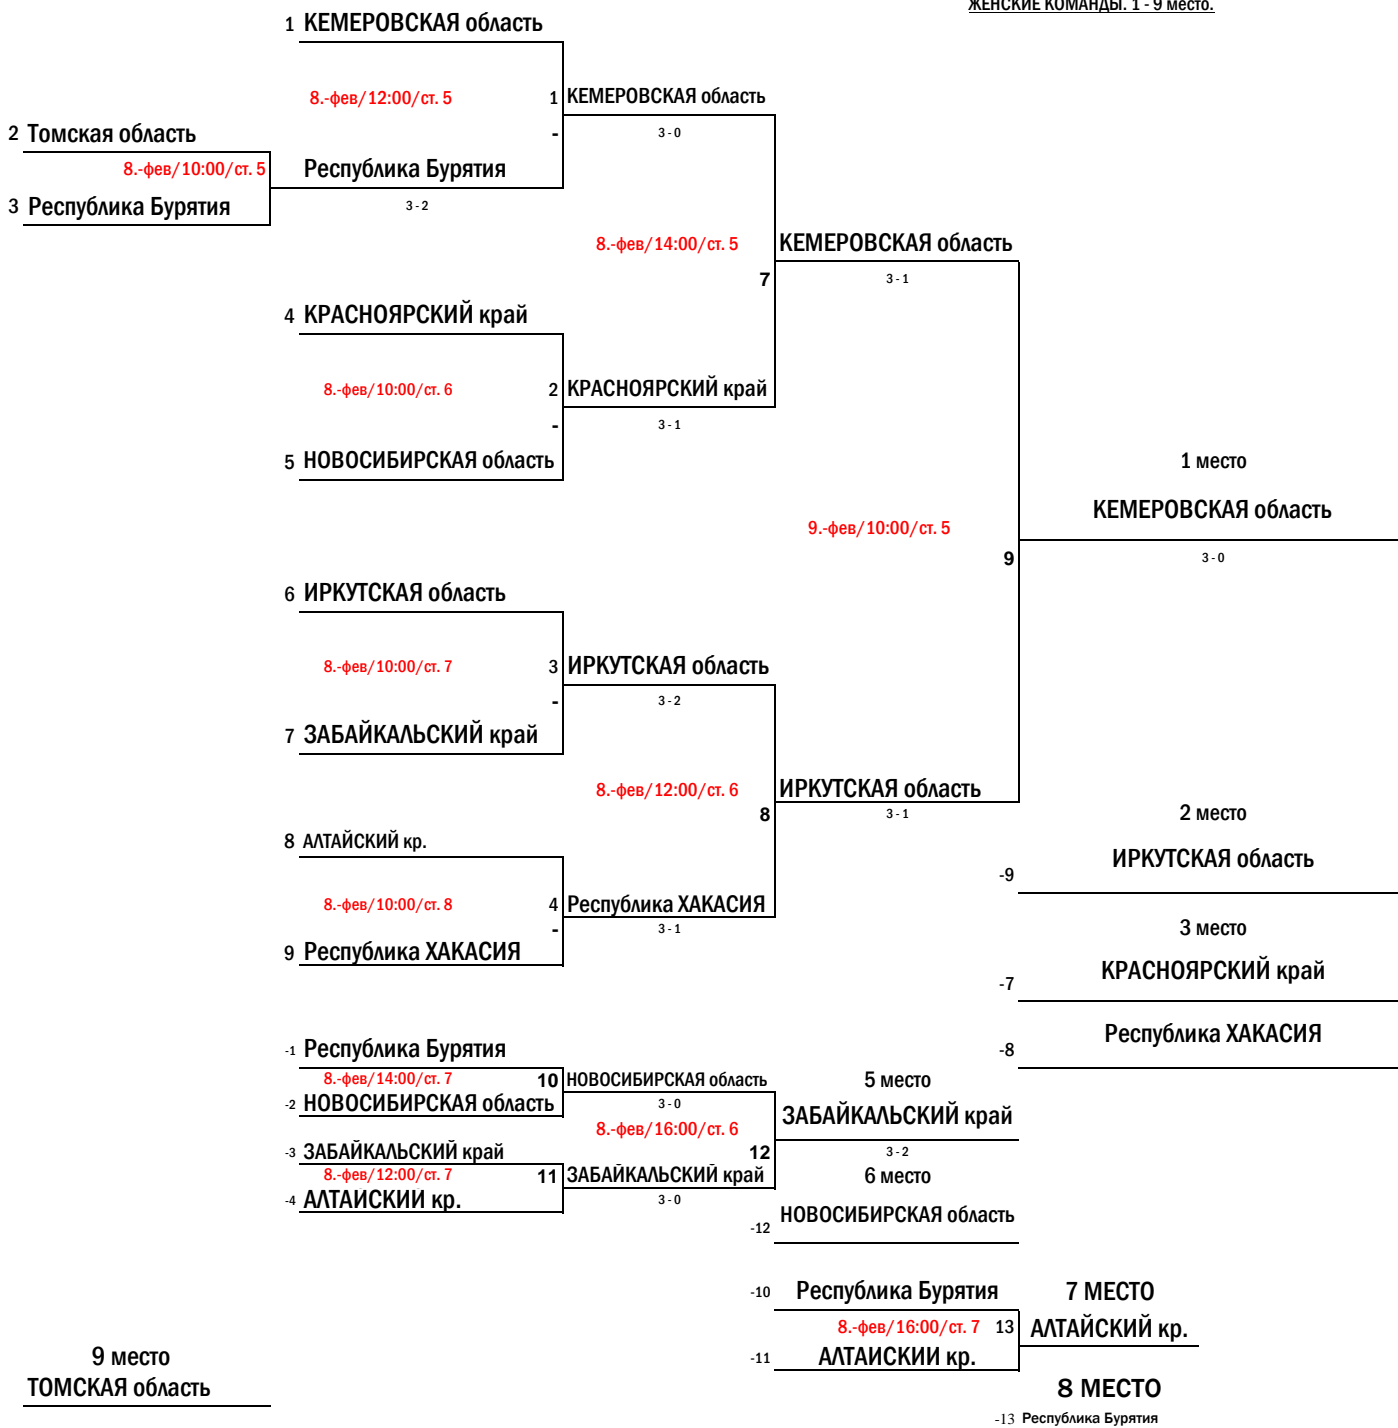 ЖЕНСКИЕ КОМАНДЫ. 1 - 9 место.
1 КЕМЕРОВСКАЯ область
8.-фев/12:00/ст. 5 1 КЕМЕРОВСКАЯ область
2 Томская область - 3 - 0
8.-фев/10:00/ст. 5 Республика Бурятия
3 Республика Бурятия 3 - 2
8.-фев/14:00/ст. 5 КЕМЕРОВСКАЯ область
7 3 - 1
4 КРАСНОЯРСКИЙ край
8.-фев/10:00/ст. 6 2 КРАСНОЯРСКИЙ край
- 3 - 1
5 НОВОСИБИРСКАЯ область 1 место
КЕМЕРОВСКАЯ область
9.-фев/10:00/ст. 5
9 3 - 0
6 ИРКУТСКАЯ область
8.-фев/10:00/ст. 7 3 ИРКУТСКАЯ область
- 3 - 2
7 ЗАБАЙКАЛЬСКИЙ край
8.-фев/12:00/ст. 6 ИРКУТСКАЯ область
8 3 - 1 2 место
8 АЛТАЙСКИЙ кр.
ИРКУТСКАЯ область
-9
8.-фев/10:00/ст. 8 4 Республика ХАКАСИЯ
- 3 - 1 3 место
9 Республика ХАКАСИЯ
КРАСНОЯРСКИЙ край
-7
Республика ХАКАСИЯ
-1 Республика Бурятия -8
8.-фев/14:00/ст. 7 10 НОВОСИБИРСКАЯ область 5 место
-2 НОВОСИБИРСКАЯ область 3 - 0
ЗАБАЙКАЛЬСКИЙ край
8.-фев/16:00/ст. 6
-3 ЗАБАЙКАЛЬСКИЙ край 12 3 - 2
8.-фев/12:00/ст. 7 11 ЗАБАЙКАЛЬСКИЙ край 6 место
-4 АЛТАЙСКИЙ кр. 3 - 0
НОВОСИБИРСКАЯ область
-12
-10 Республика Бурятия 7 МЕСТО
8.-фев/16:00/ст. 7 13 АЛТАЙСКИЙ кр.
9 место -11 АЛТАЙСКИЙ кр.
ТОМСКАЯ область 8 МЕСТО
-13 Республика Бурятия